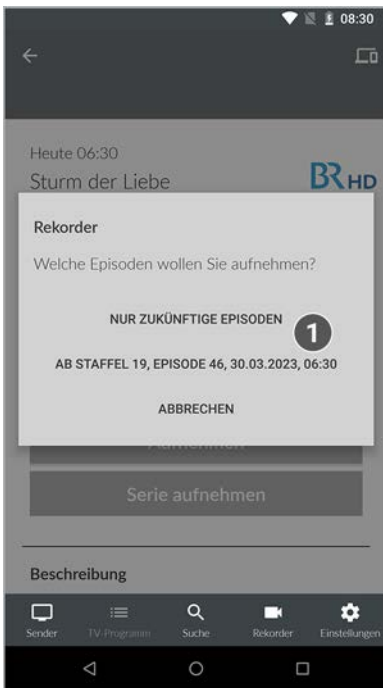 08:30
Heute 06:30
Sturm der Liebe
BR HD
Rekorder
Welche Episoden wollen Sie aufnehmen?
NUR ZUKÜNFTIGE EPISODEN
1
AB STAFFEL 19, EPISODE 46, 30.03.2023, 06:30
ABBRECHEN
Aufnehmen
Serie aufnehmen
Beschreibung
Sender TV-Programm Suche Rekorder Einstellungen